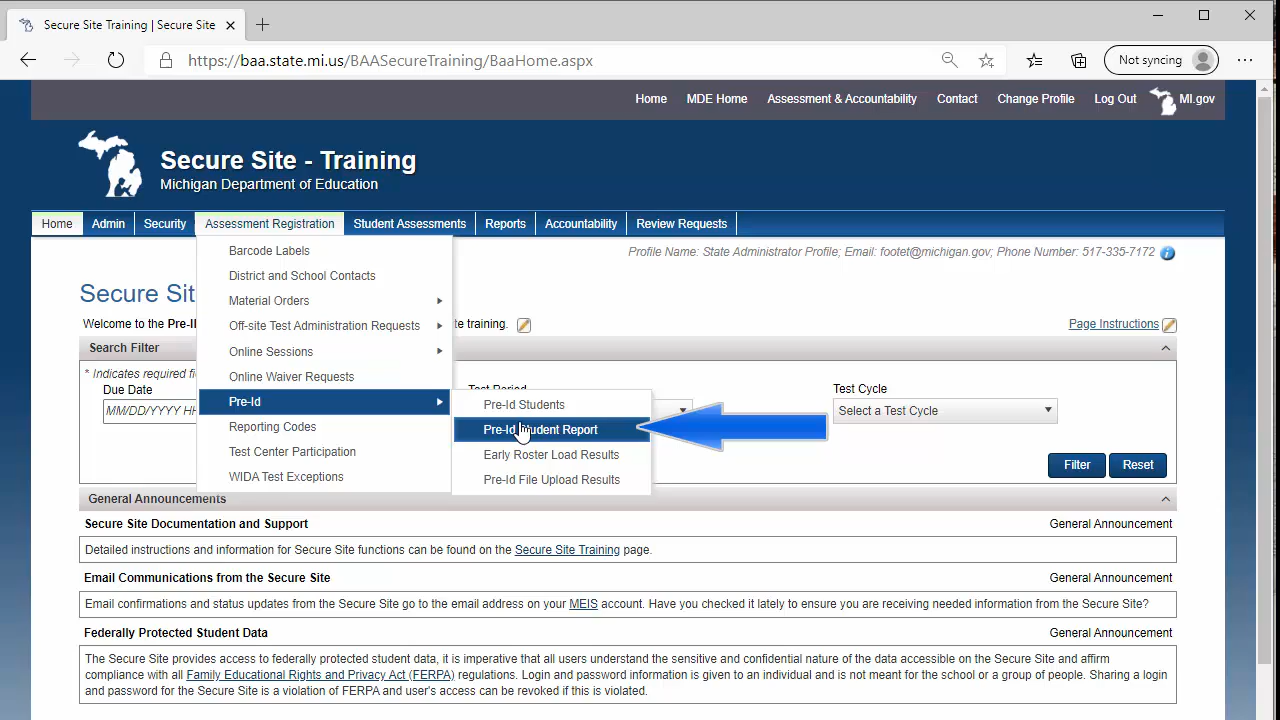 Secure Site Training | Secure Site
https://baa.state.mi.us/BAASecureTraining/BaaHome.aspx
Not syncing
Home MDE Home Assessment & Accountability Contact Change Profile Log Out MI.gov
Secure Site - Training
Michigan Department of Education
Home Admin Security Assessment Registration Student Assessments Reports Accountability Review Requests
Profile Name: State Administrator Profile; Email: footet@michigan.gov; Phone Number: 517-335-7172
Barcode Labels
District and School Contacts
Material Orders
Off-site Test Administration Requests
Online Sessions
Online Waiver Requests
Pre-Id
Reporting Codes
Test Center Participation
WIDA Test Exceptions
Pre-Id Students
Pre-Id Student Report
Early Roster Load Results
Pre-Id File Upload Results
Secure Sit
Welcome to the Pre-I te training. Page Instructions
Search Filter
* Indicates required fi
Due Date Test Period Test Cycle
MM/DD/YYYY HH Select a Test Cycle
Filter Reset
General Announcements
Secure Site Documentation and Support General Announcement
Detailed instructions and information for Secure Site functions can be found on the Secure Site Training page.
Email Communications from the Secure Site General Announcement
Email confirmations and status updates from the Secure Site go to the email address on your MEIS account. Have you checked it lately to ensure you are receiving needed information from the Secure Site?
Federally Protected Student Data General Announcement
The Secure Site provides access to federally protected student data, it is imperative that all users understand the sensitive and confidential nature of the data accessible on the Secure Site and affirm
compliance with all Family Educational Rights and Privacy Act (FERPA) regulations. Login and password information is given to an individual and is not meant for the school or a group of people. Sharing a login
and password for the Secure Site is a violation of FERPA and user's access can be revoked if this is violated.